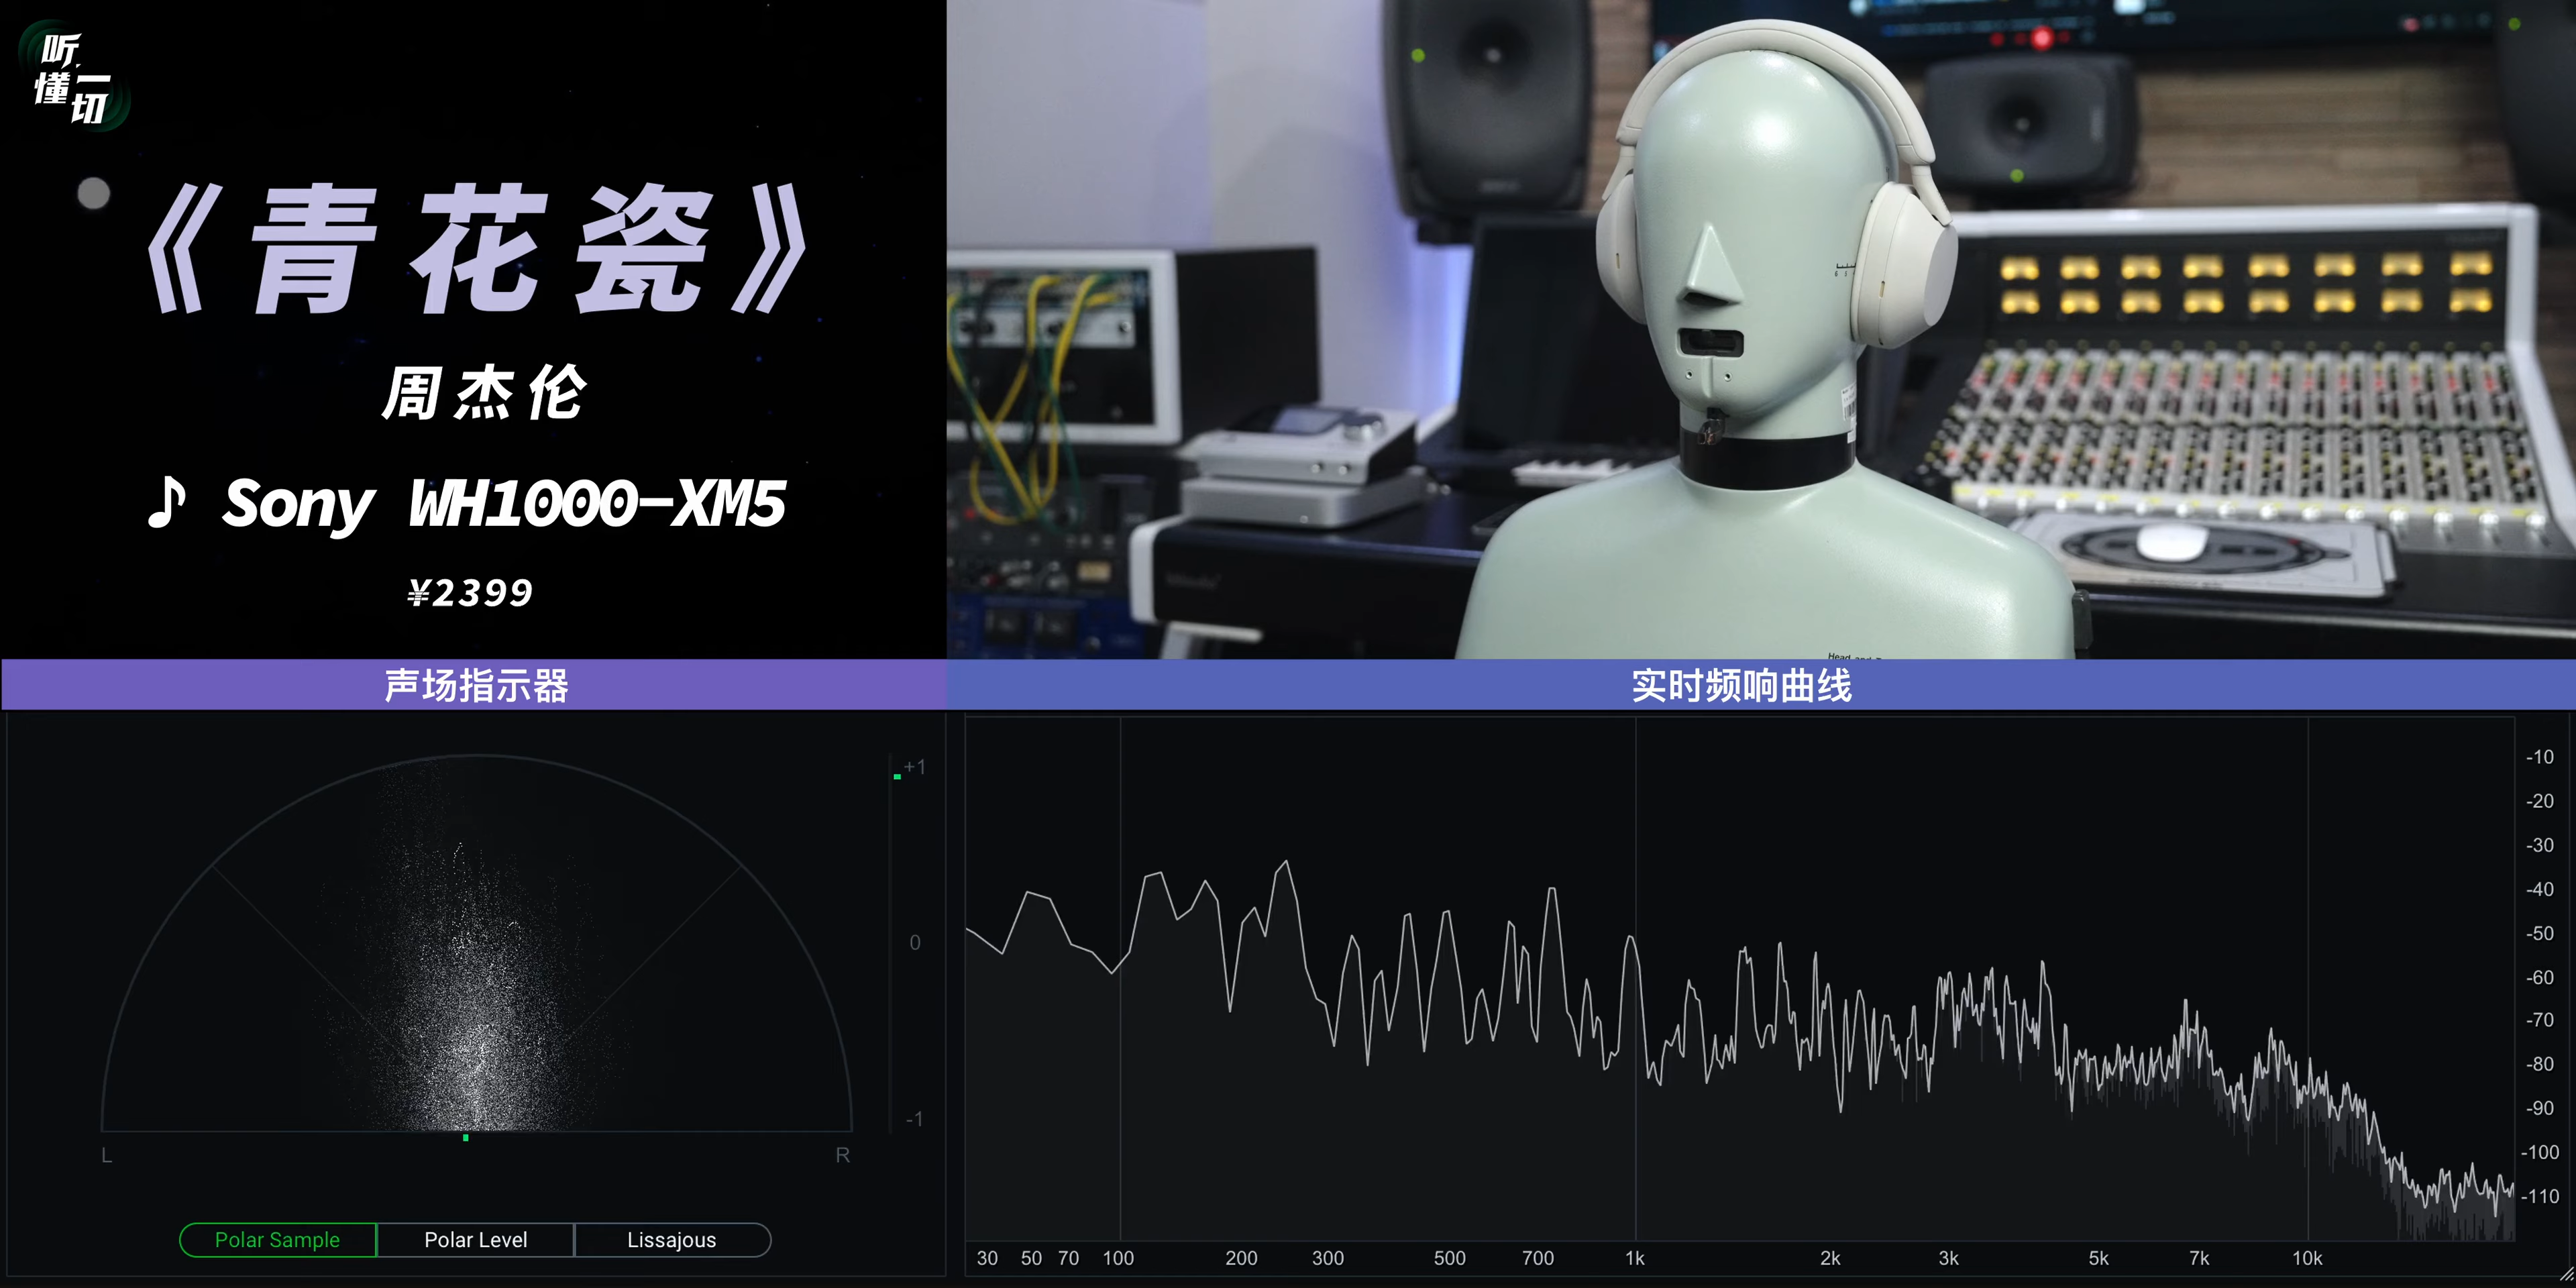 听
懂一
切
《青花瓷》
周杰伦
♪ Sony WH1000-XM5
¥2399
声场指示器
实时频响曲线
+1
0
-1
L
R
Polar Sample
Polar Level
Lissajous
-10
-20
-30
-40
-50
-60
-70
-80
-90
-100
-110
30 50 70 100 200 300 500 700 1k 2k 3k 5k 7k 10k